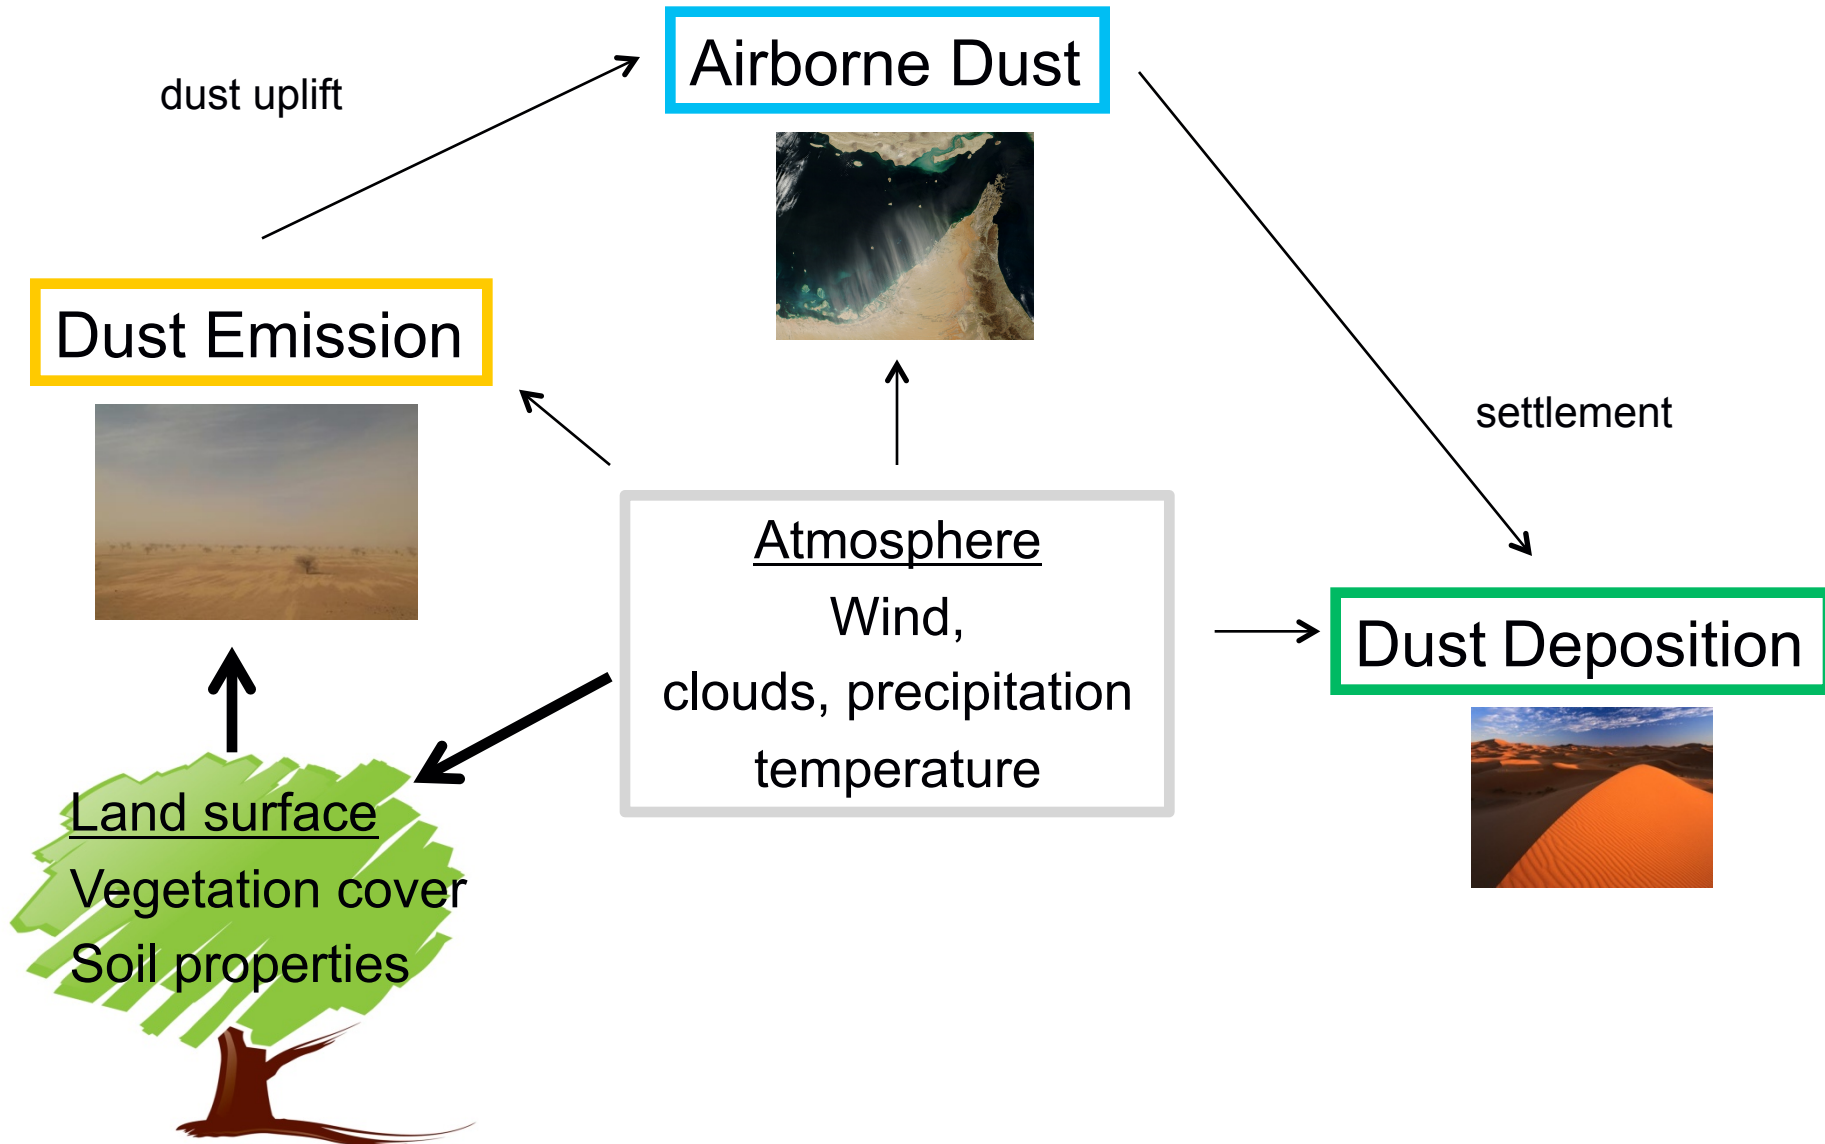 Airborne Dust
dust uplift
Dust Emission
settlement
Atmosphere
Wind,
clouds, precipitation
temperature
Dust Deposition
Land surface
Vegetation cover
Soil properties